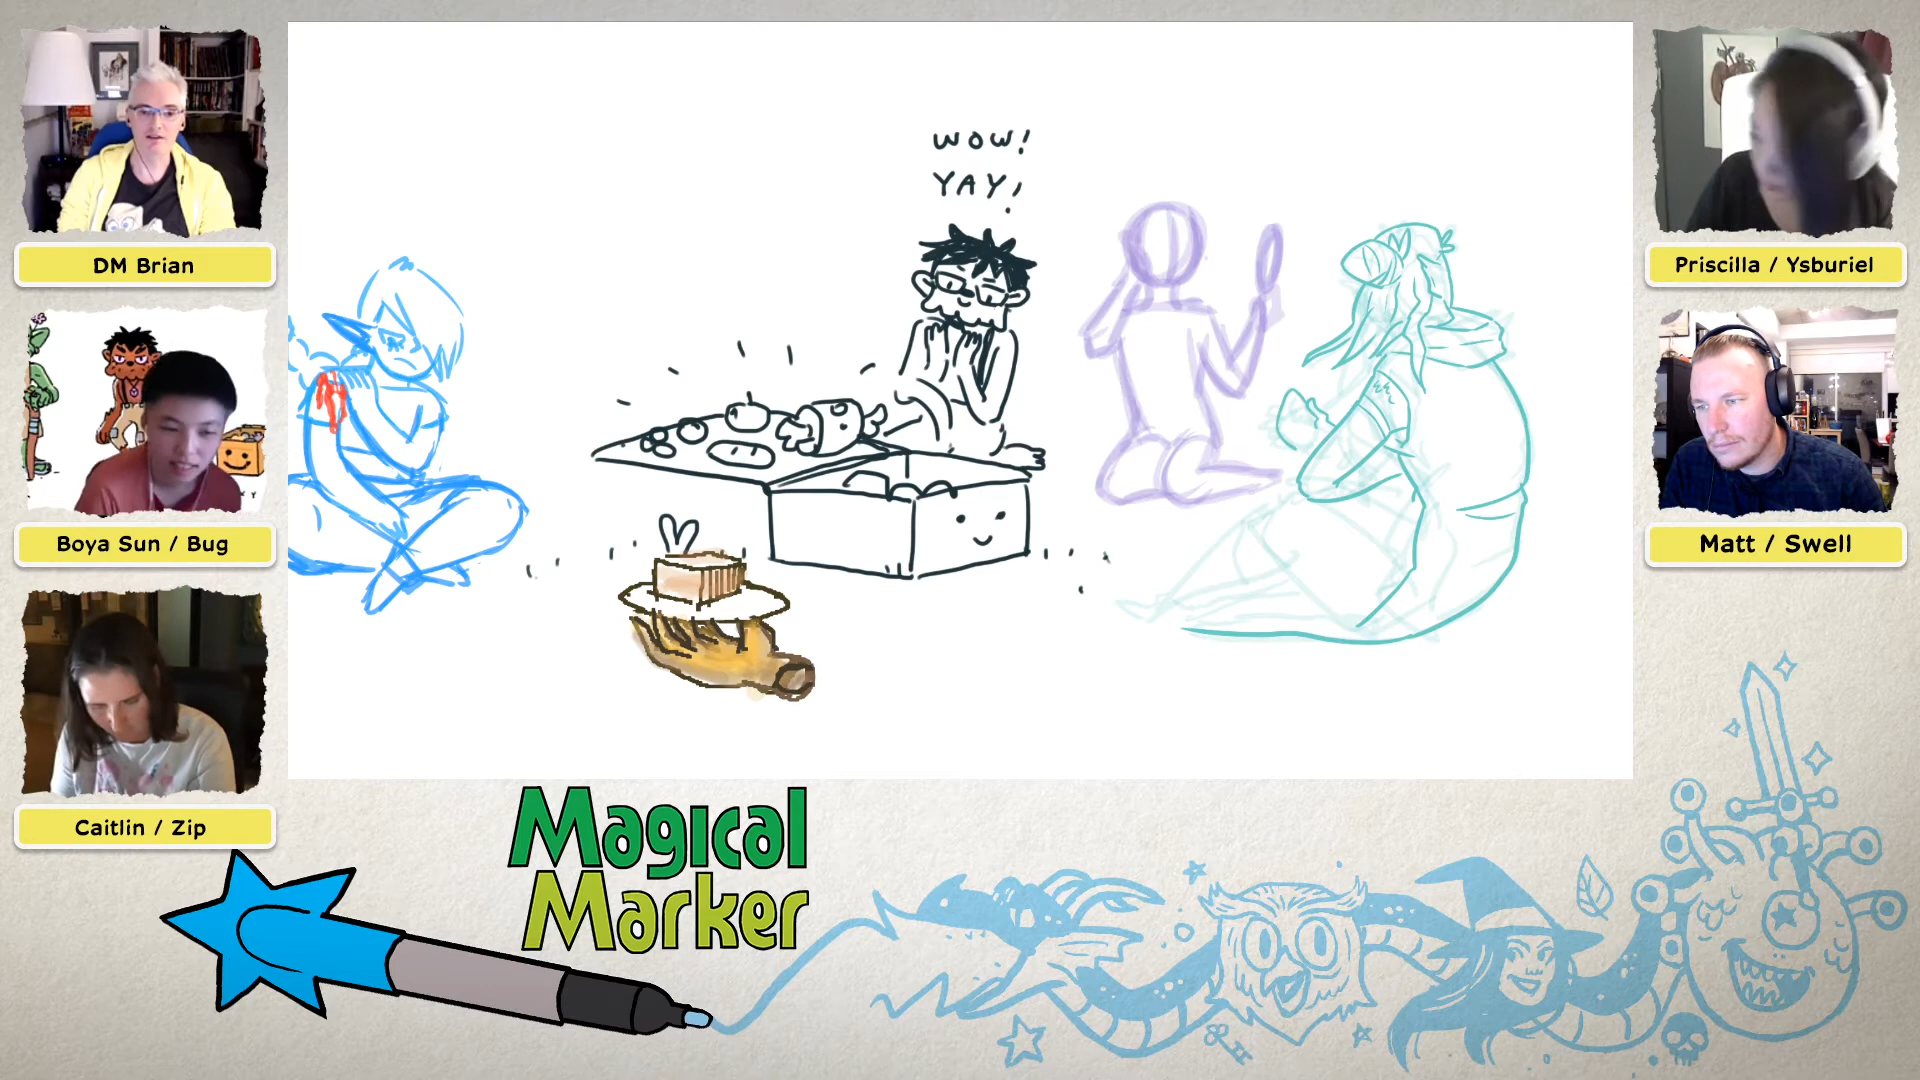 WOW!
YAY!
DM Brian
Priscilla / Ysburiel
Boya Sun / Bug
Matt / Swell
Caitlin / Zip
Magical
Marker